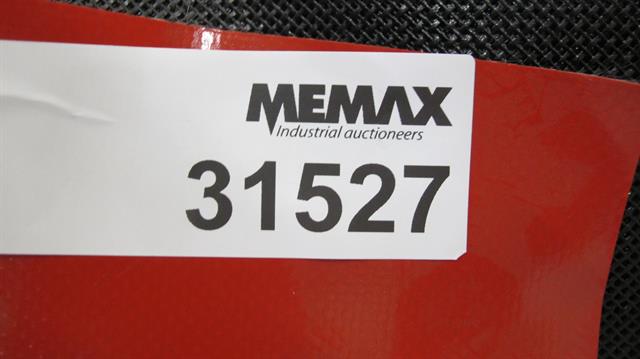 MEMAX
Industrial auctioneers
31527